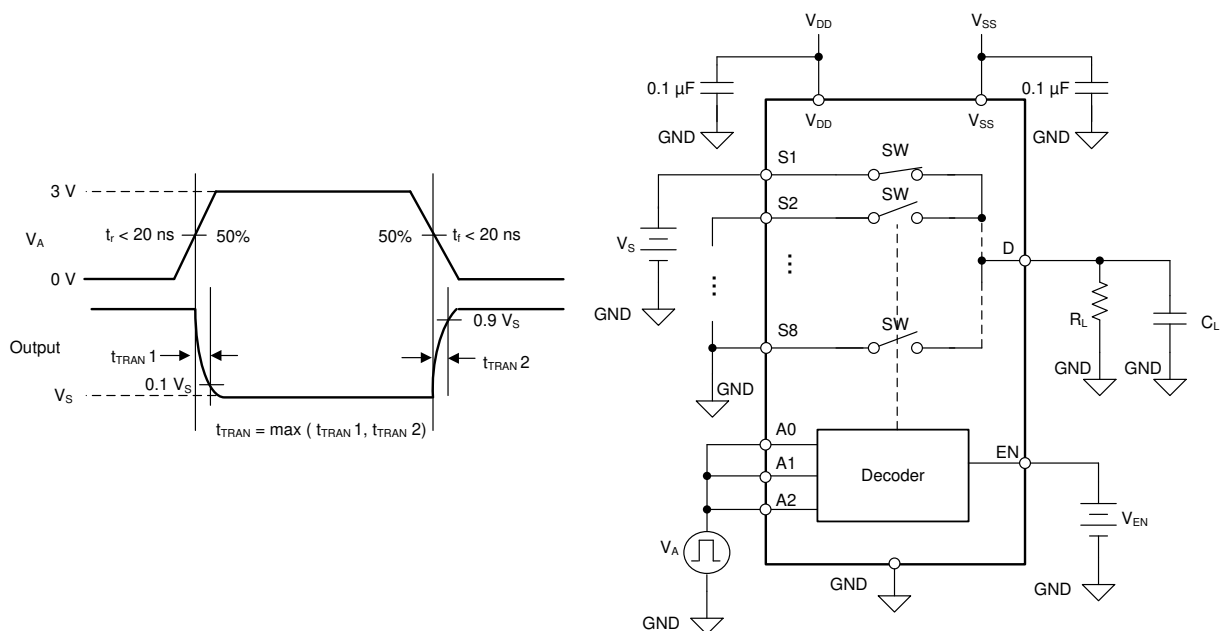 3 V
V_A
0 V
t_r < 20 ns
50%
50%
t_f < 20 ns
Output
t_TRAN 1
0.1 V_S
V_S
0.9 V_S
t_TRAN 2
t_TRAN = max ( t_TRAN 1, t_TRAN 2)
V_DD
V_SS
0.1 µF
0.1 µF
GND
V_DD
V_SS
GND
S1
SW
S2
SW
V_S
...
...
GND
D
R_L
C_L
S8
SW
GND
GND
GND
A0
A1
A2
Decoder
EN
V_A
V_EN
GND
GND
GND